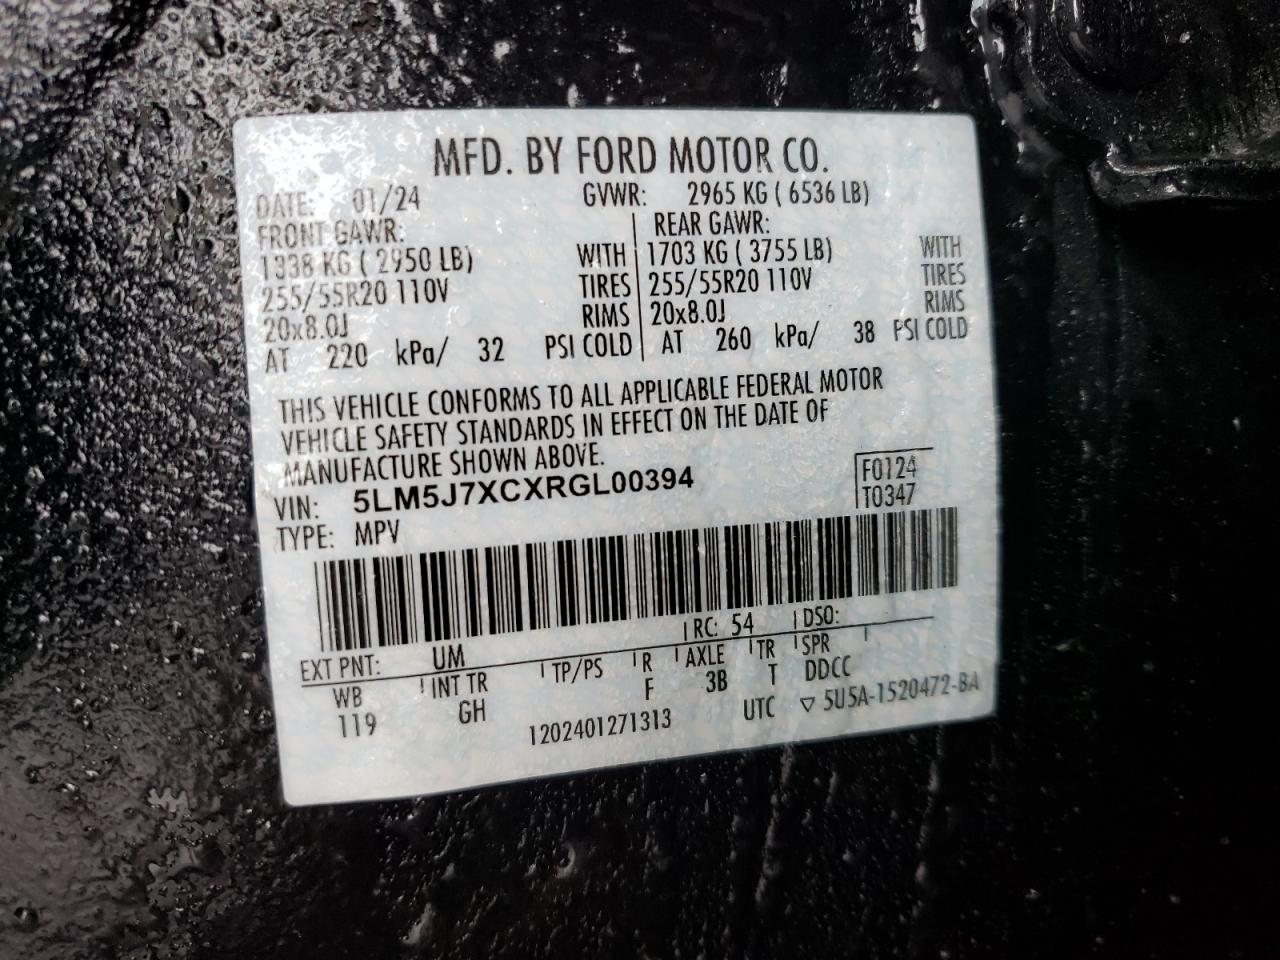 MFD. BY FORD MOTOR CO.
DATE: 01/24 GVWR: 2965 KG ( 6536 LB)
FRONT GAWR: REAR GAWR:
1338 KG ( 2950 LB) WITH 1703 KG ( 3755 LB) WITH
255/55R20 110V TIRES 255/55R20 110V TIRES
20x8.0J RIMS 20x8.0J RIMS
AT 220 kPa/ 32 PSI COLD AT 260 kPa/ 38 PSI COLD
THIS VEHICLE CONFORMS TO ALL APPLICABLE FEDERAL MOTOR
VEHICLE SAFETY STANDARDS IN EFFECT ON THE DATE OF
MANUFACTURE SHOWN ABOVE.
VIN: 5LM5J7XCXRGL00394 F0124
TYPE: MPV T0347
EXT PNT: UM RC: 54 DSO:
WB INT TR TP/PS R AXLE TR SPR
119 GH F 3B T DDCC
1202401271313 UTC ▽ 5U5A-1520472-BA